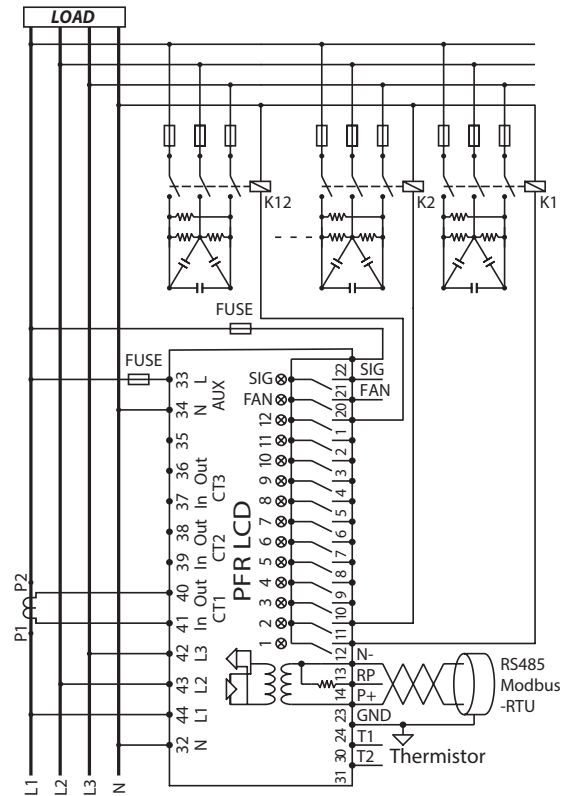 LOAD
K12
K2
K1
FUSE
FUSE
33 L
34 N
AUX
35
36 Out
37 In
CT3
38 Out
39 In
CT2
40 Out
41 In
CT1
42 L3
43 L2
44 L1
32 N
P2
P1
PFR LCD
SIG
FAN
12
11
10
9
8
7
6
5
4
3
2
1
22
21
20
1
2
3
4
5
6
7
8
9
10
11
12
13
14
23
24
30
31
SIG
FAN
N-
RP
P+
GND
T1
T2
RS485
Modbus
-RTU
Thermistor
L1
L2
L3
N